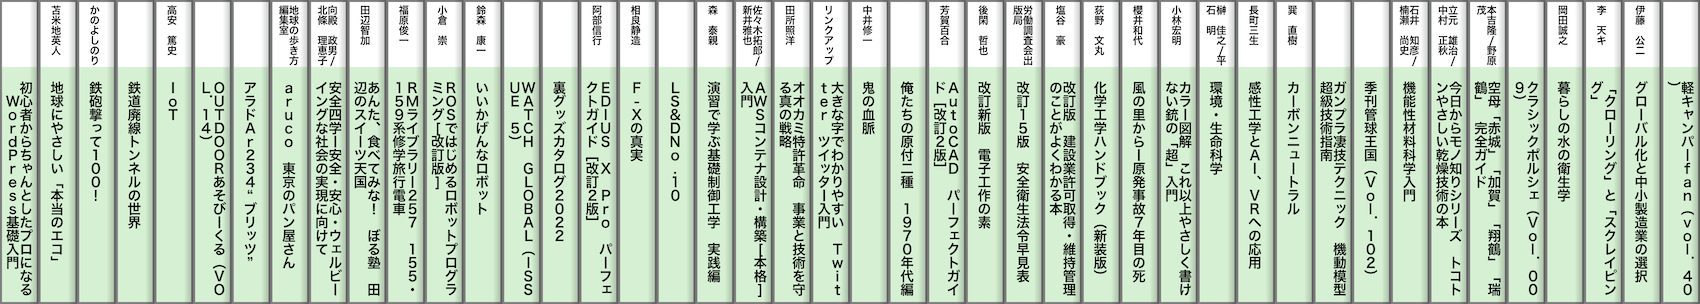 軽キャンパーfan（vol．40
）
伊藤　公二
グローバル化と中小製造業の選択
李　天キ
「クローリング」と「スクレイピン
グ」
岡田誠之
暮らしの水の衛生学
クラシックポルシェ（Vol．00
9）
本吉隆/野原
茂
空母「赤城」「加賀」「翔鶴」「瑞
鶴」　完全ガイド
立元　雄治/
中村　正秋
今日からモノ知りシリーズ　トコト
ンやさしい乾燥技術の本
石井　知彦/
楠瀬　尚史
機能性材料科学入門
季刊管球王国（Vol．102）
ガンプラ凄技テクニック　機動模型
超級技術指南
巽　直樹
カーボンニュートラル
長町三生
感性工学とAI、VRへの応用
榊　佳之/平
石　明
環境・生命科学
小林宏明
カラー図解　これ以上やさしく書け
ない銃の「超」入門
櫻井和代
風の里からー原発事故7年目の死
荻野　文丸
化学工学ハンドブック（新装版）
塩谷　豪
改訂版　建設業許可取得・維持管理
のことがよくわかる本
労働調査会出
版局
改訂15版　安全衛生法令早見表
後閑　哲也
改訂新版　電子工作の素
芳賀百合
AutoCAD　パーフェクトガイ
ド［改訂2版］
俺たちの原付二種　1970年代編
中井修一
鬼の血脈
リンクアップ
大きな字でわかりやすい　Twit
ter　ツイッター入門
田所照洋
オオカミ特許革命　事業と技術を守
る真の戦略
佐々木拓郎/
新井雅也
AWSコンテナ設計・構築［本格］
入門
森　泰親
演習で学ぶ基礎制御工学　実践編
LS&DNo．10
相良静造
F-Xの真実
阿部信行
EDIUS　X　Pro　パーフェ
クトガイド［改訂2版］
裏グッズカタログ2022
WATCH　GLOBAL（ISS
UE　5）
鈴森　康一
いいかげんなロボット
小倉　崇
ROSではじめるロボットプログラ
ミングー改訂版］
福原俊一
RMライブラリー257　155・
159系修学旅行電車
田辺智加
あんた、食べてみな！　ぼる塾　田
辺のスイーツ天国
向殿　政男/
北條　理恵子
安全四学ー安全・安心・ウェルビー
イングな社会の実現に向けて
地球の歩き方
編集室
aruco　東京のパン屋さん
アラドAr234“ブリッツ”
OUTDOORあそびーくる（VO
L．14）
高安　篤史
IoT
鉄道廃線トンネルの世界
かのよしのり
鉄砲撃って100！
苫米地英人
地球にやさしい「本当のエコ」
初心者からちゃんとしたプロになる
WordPress基礎入門